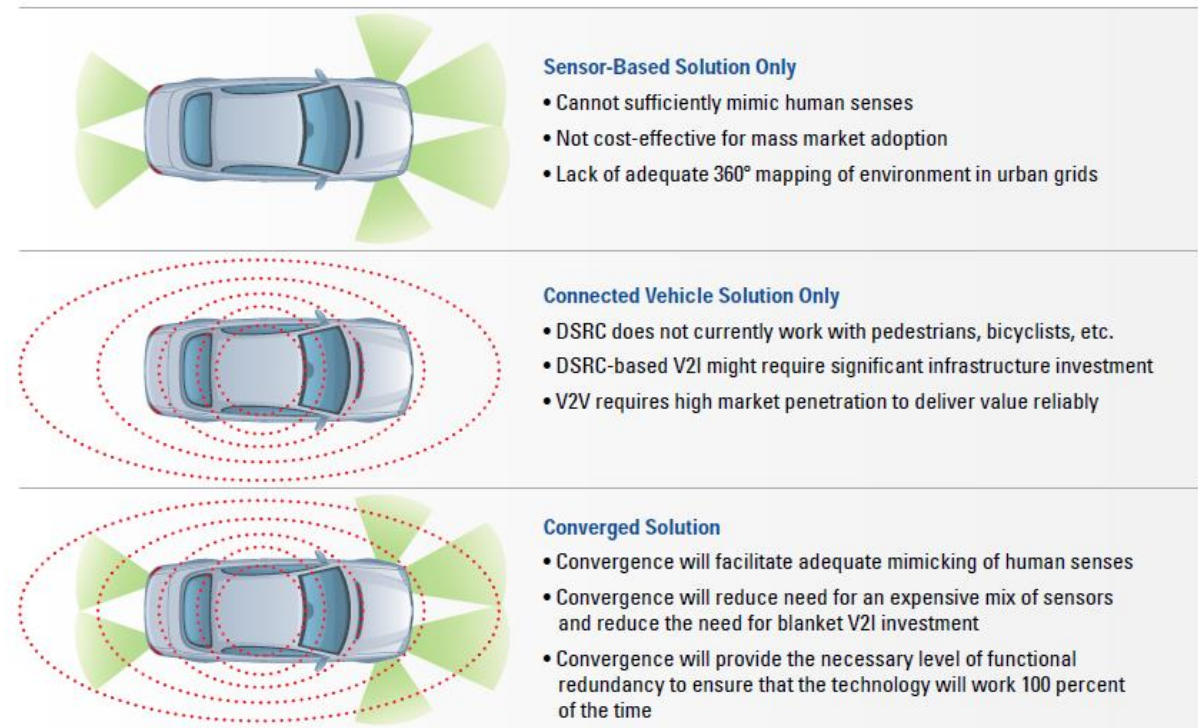 Sensor-Based Solution Only
• Cannot sufficiently mimic human senses
• Not cost-effective for mass market adoption
• Lack of adequate 360° mapping of environment in urban grids
Connected Vehicle Solution Only
• DSRC does not currently work with pedestrians, bicyclists, etc.
• DSRC-based V2I might require significant infrastructure investment
• V2V requires high market penetration to deliver value reliably
Converged Solution
• Convergence will facilitate adequate mimicking of human senses
• Convergence will reduce need for an expensive mix of sensors
and reduce the need for blanket V2I investment
• Convergence will provide the necessary level of functional
redundancy to ensure that the technology will work 100 percent
of the time